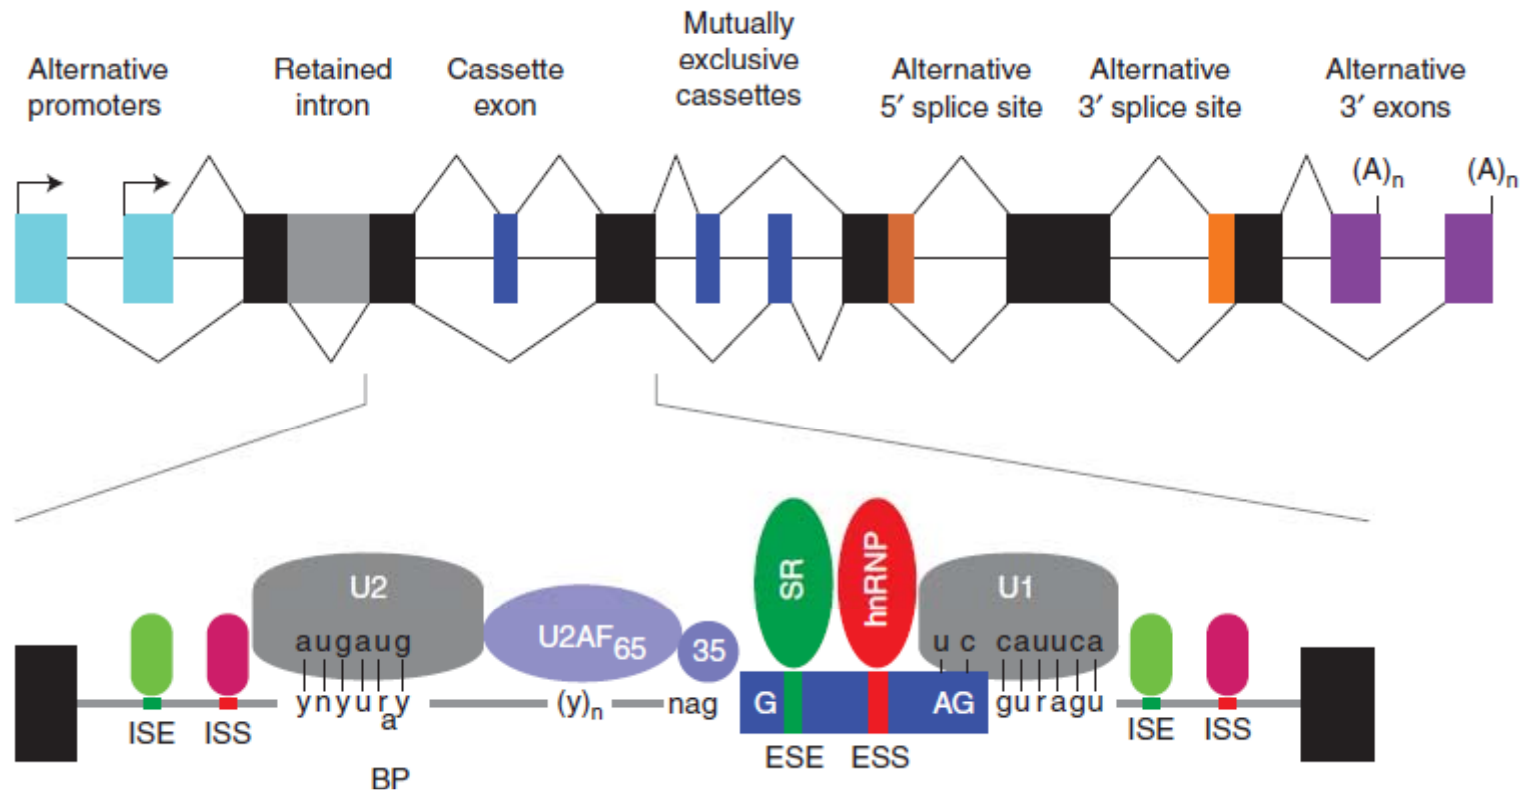 Alternative
promoters
Retained
intron
Cassette
exon
Mutually
exclusive
cassettes
Alternative
5′ splice site
Alternative
3′ splice site
Alternative
3′ exons
(A)n
(A)n
U2
augaug
U2AF65
35
SR
hnRNP
U1
u c cauuca
ynyury
a
(y)n
nag
G
AG
guragu
ISE
ISS
BP
ESE
ESS
ISE
ISS